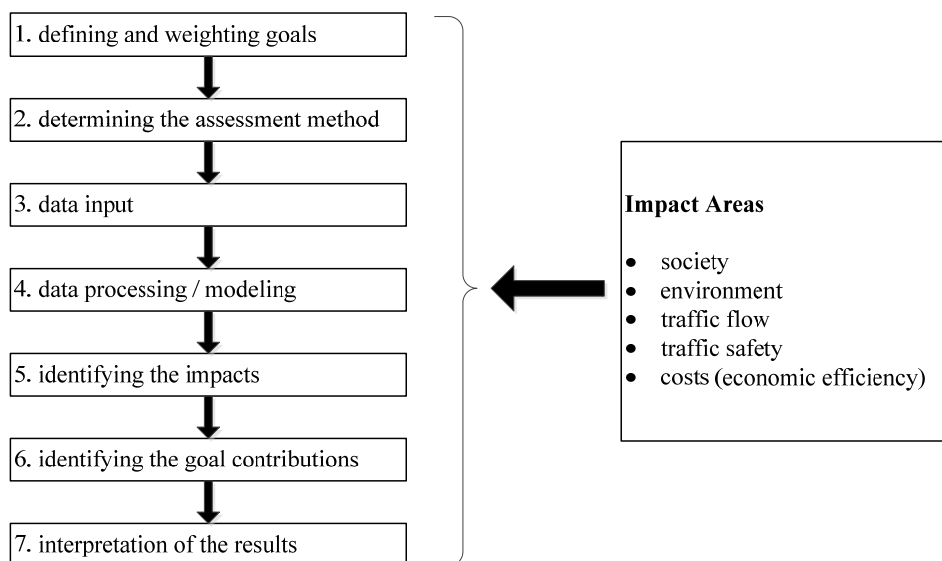 1. defining and weighting goals
2. determining the assessment method
3. data input
4. data processing / modeling
5. identifying the impacts
6. identifying the goal contributions
7. interpretation of the results
Impact Areas
• society
• environment
• traffic flow
• traffic safety
• costs (economic efficiency)